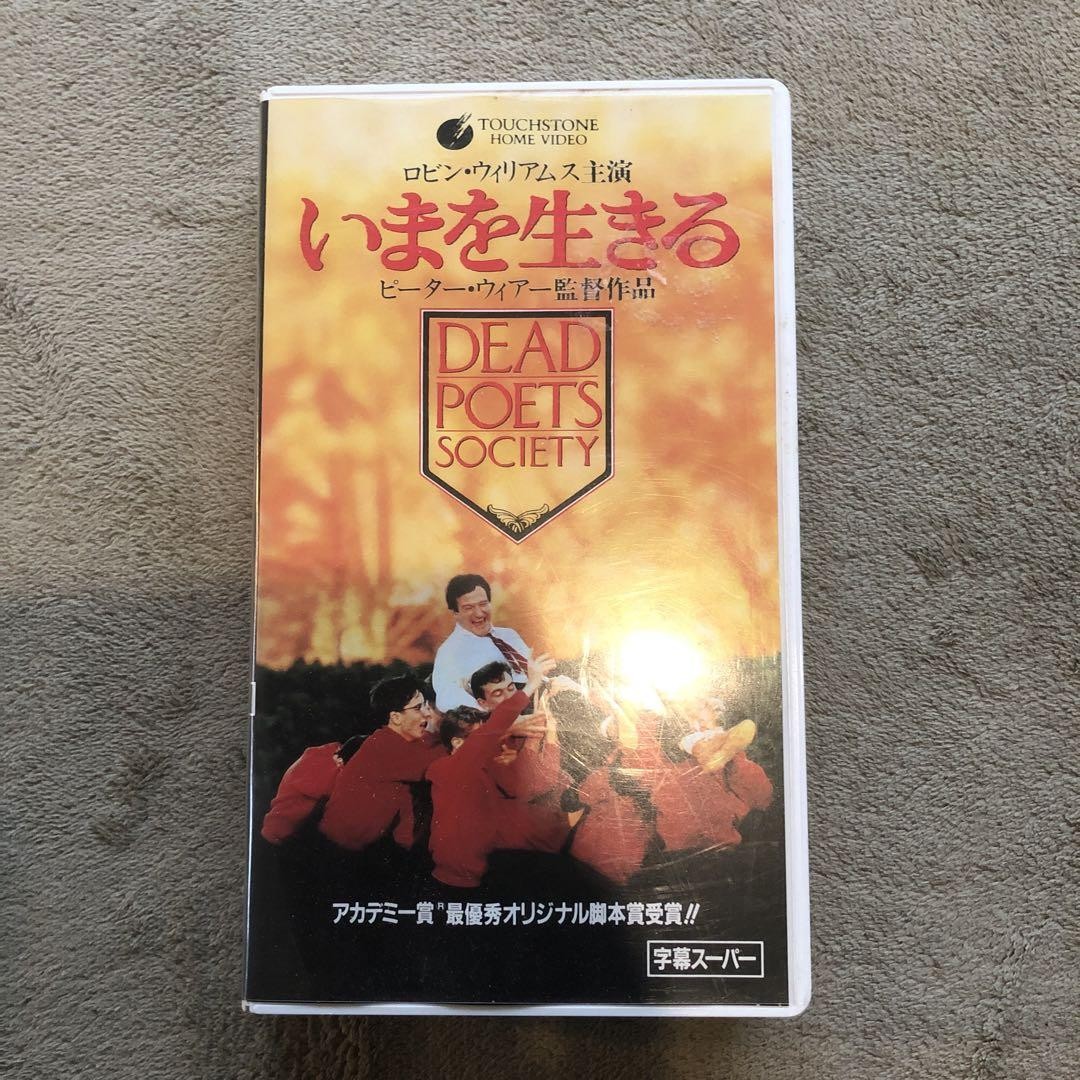 TOUCHSTONE
HOME VIDEO
ロビン・ウィリアムス主演
いまを生きる
ピーター・ウィアー監督作品
DEAD
POETS
SOCIETY
アカデミー賞®最優秀オリジナル脚本賞受賞!!
字幕スーパー